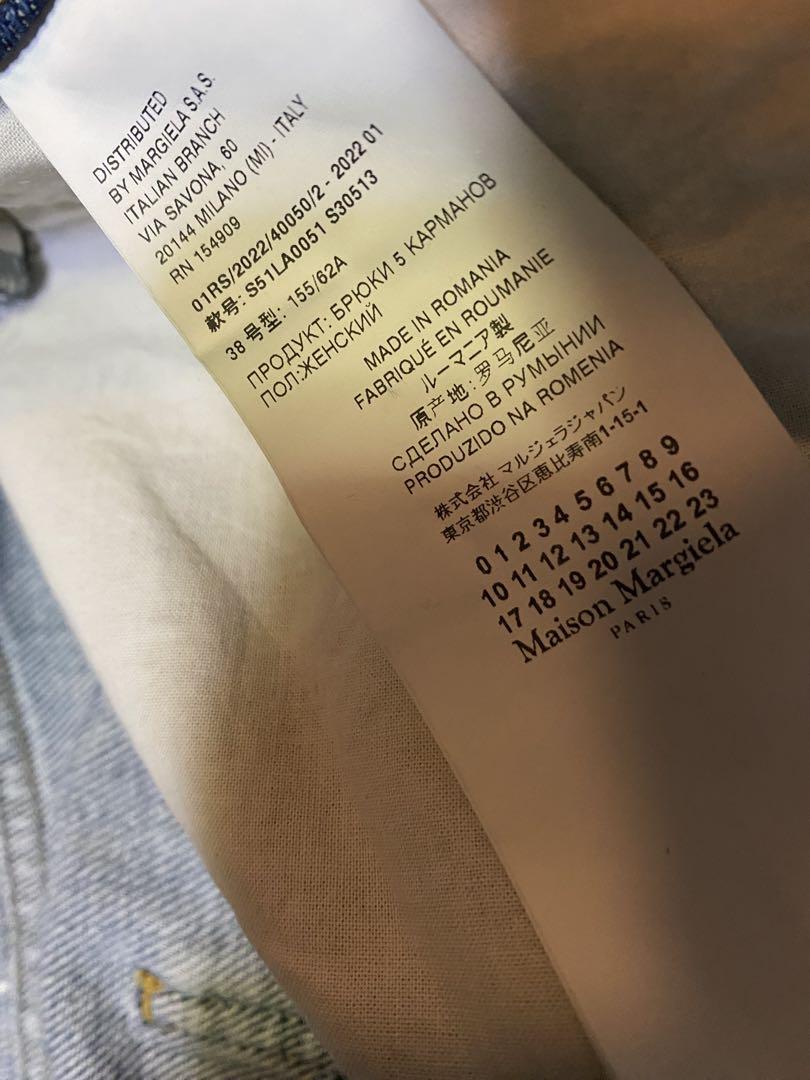 DISTRIBUTED
BY MARGIELA S.A.S.
ITALIAN BRANCH
VIA SAVONA, 60
20144 MILANO (MI) - ITALY
RN 154909
01RS/2022/40050/2 - 2022 01
款号: S51LA0051 S30513
38 号型: 155/62A
ПРОДУКТ: БРЮКИ 5 КАРМАНОВ
ПОЛ:ЖЕНСКИЙ
MADE IN ROMANIA
FABRIQUÉ EN ROUMANIE
ルーマニア製
原产地:罗马尼亚
СДЕЛАНО В РУМЫНИИ
PRODUZIDO NA ROMENIA
株式会社 マルジェラジャパン
東京都渋谷区恵比寿南1-15-1
0 1 2 3 4 5 6 7 8 9
10 11 12 13 14 15 16
17 18 19 20 21 22 23
Maison Margiela
PARIS